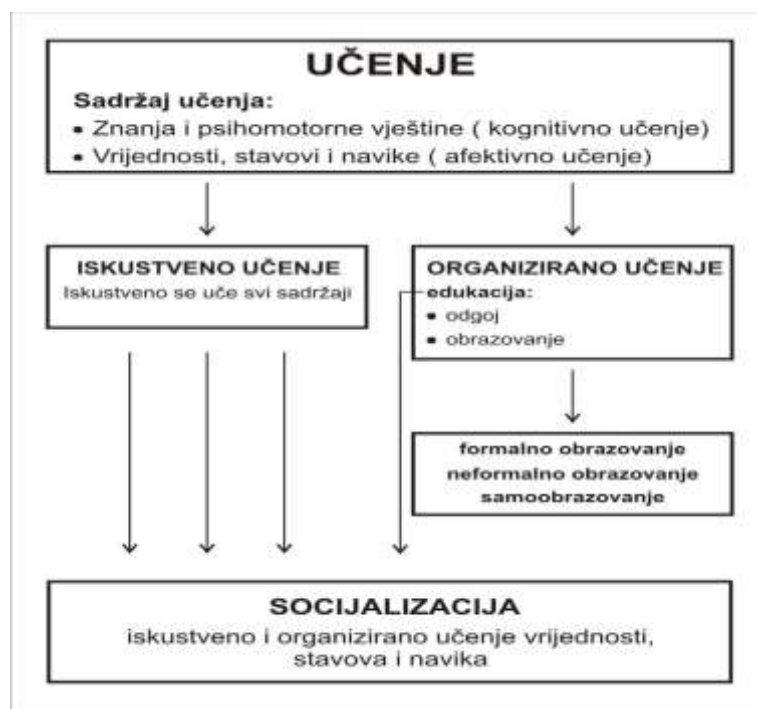 UČENJE
Sadržaj učenja:
• Znanja i psihomotorne vještine ( kognitivno učenje)
• Vrijednosti, stavovi i navike ( afektivno učenje)
ISKUSTVENO UČENJE
Iskustveno se uče svi sadržaji
ORGANIZIRANO UČENJE
edukacija:
• odgoj
• obrazovanje
formalno obrazovanje
neformalno obrazovanje
samoobrazovanje
SOCIJALIZACIJA
iskustveno i organizirano učenje vrijednosti,
stavova i navika